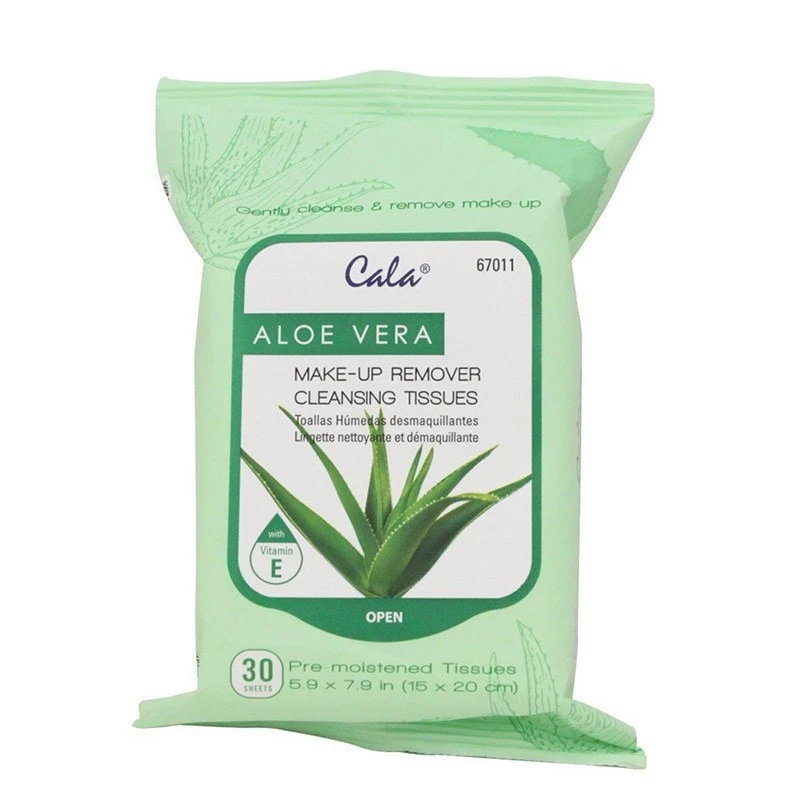 Gently cleanse & remove make-up
Cala® 67011
ALOE VERA
MAKE-UP REMOVER
CLEANSING TISSUES
Toallas Húmedas desmaquillantes
Lingette nettoyante et démaquillante
with
Vitamin
E
OPEN
30
SHEETS
Pre-moistened Tissues
5.9 x 7.9 in (15 x 20 cm)